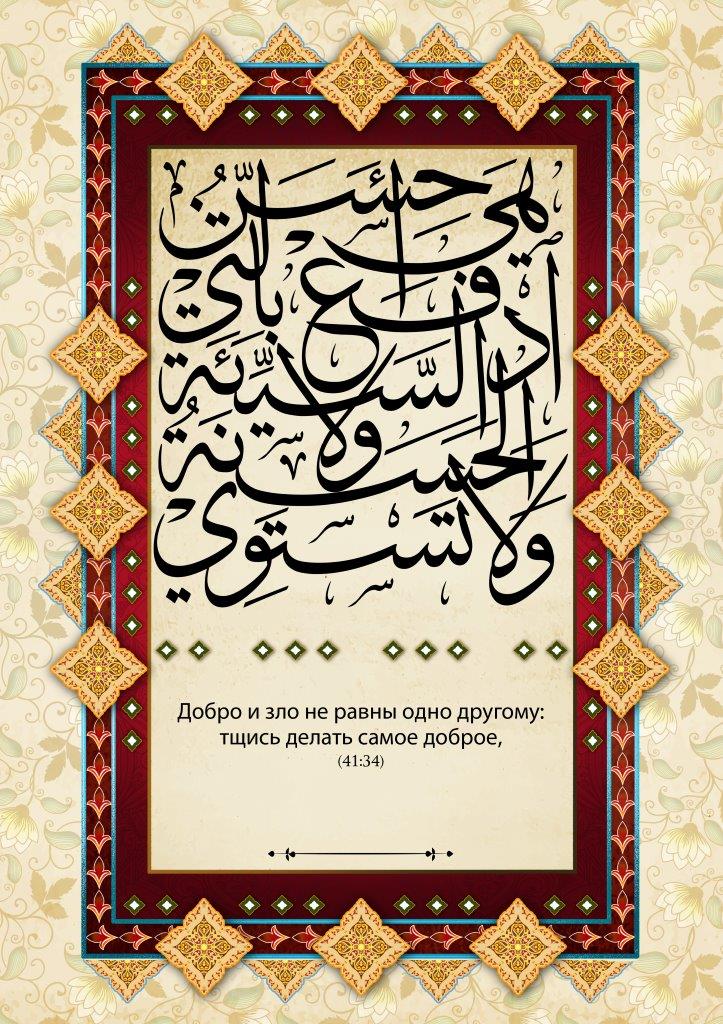 وَلَا تَسْتَوِي
الْحَسَنَةُ
وَلَا السَّيِّئَةُ
ادْفَعْ بِالَّتِي
هِيَ أَحْسَنُ
Добро и зло не равны одно другому:
тщись делать самое доброе,
(41:34)